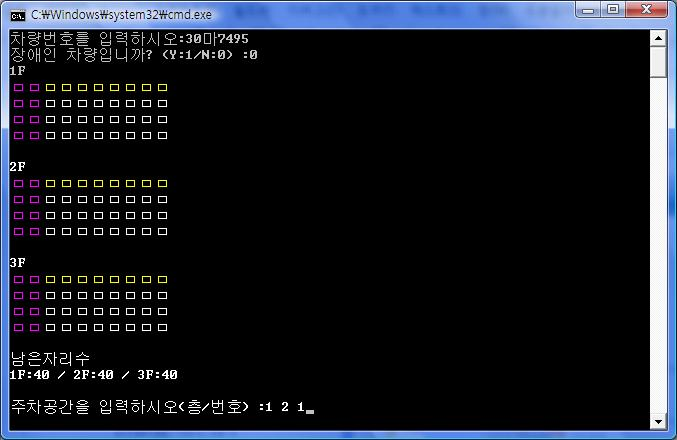 C:\Windows\system32\cmd.exe
차량번호를 입력하시오:30마7495
장애인 차량입니까? (Y:1/N:0) :0
1F
2F
3F
남은자리수
1F:40 / 2F:40 / 3F:40
주차공간을 입력하시오(층/번호) :1 2 1